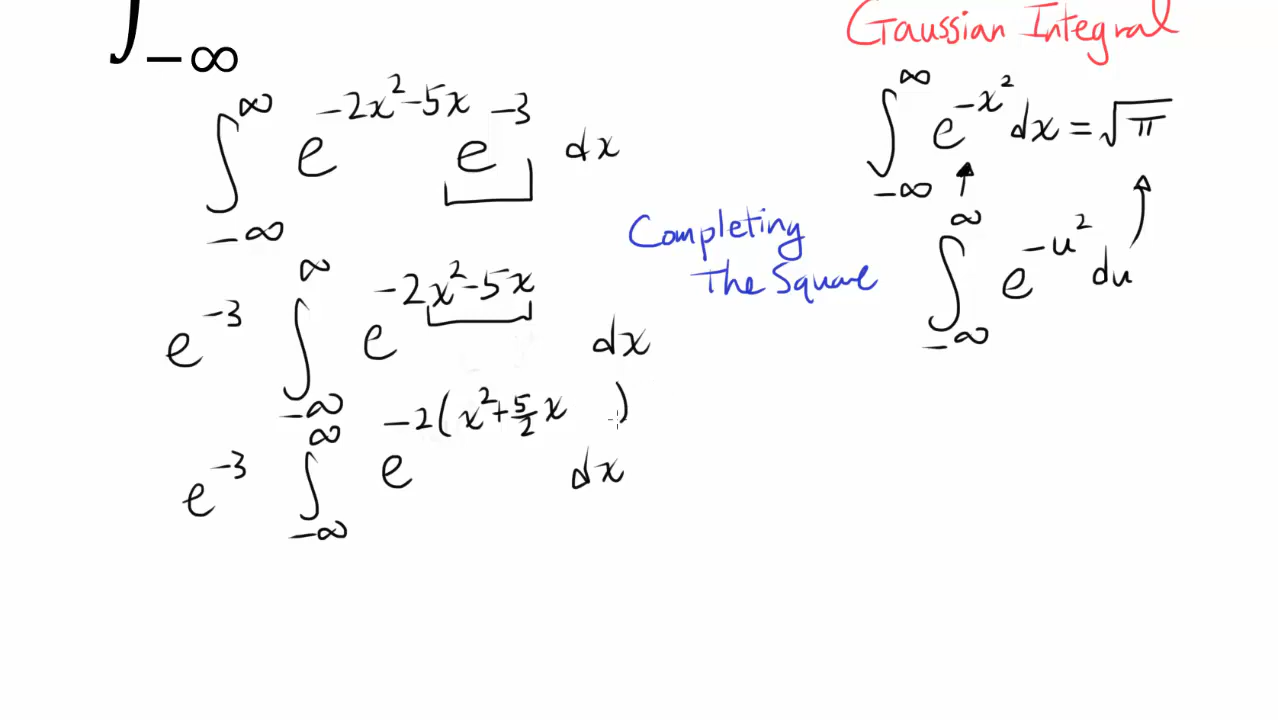 ∫_{-∞}
Gaussian Integral
∫_{-∞}^{∞} e^{-2x²-5x} e^{-3} dx
∫_{-∞}^{∞} e^{-x²} dx = √π
Completing
The Square
∫_{-∞}^{∞} e^{-u²} du
e^{-3} ∫_{-∞}^{∞} e^{-2x²-5x} dx
e^{-3} ∫_{-∞}^{∞} e^{-2(x²+5/2 x )} dx